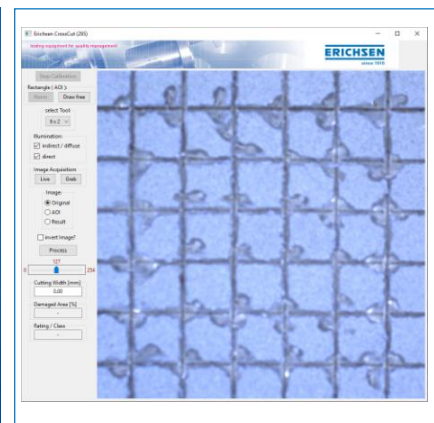 Erichsen CrossCut (295)
testing equipment for quality management
ERICHSEN
since 1910
Stop Calibration
Rectangle ( AOI ):
Draw free
select Tool:
6 x 2
Illumination:
indirect / diffuse
direct
Image Acquisition:
Live
Grab
Image:
Original
AOI
Result
invert Image?
Process
127
0
254
Cutting Width [mm]
0.00
Damaged Area [%]
-
Rating / Class
-